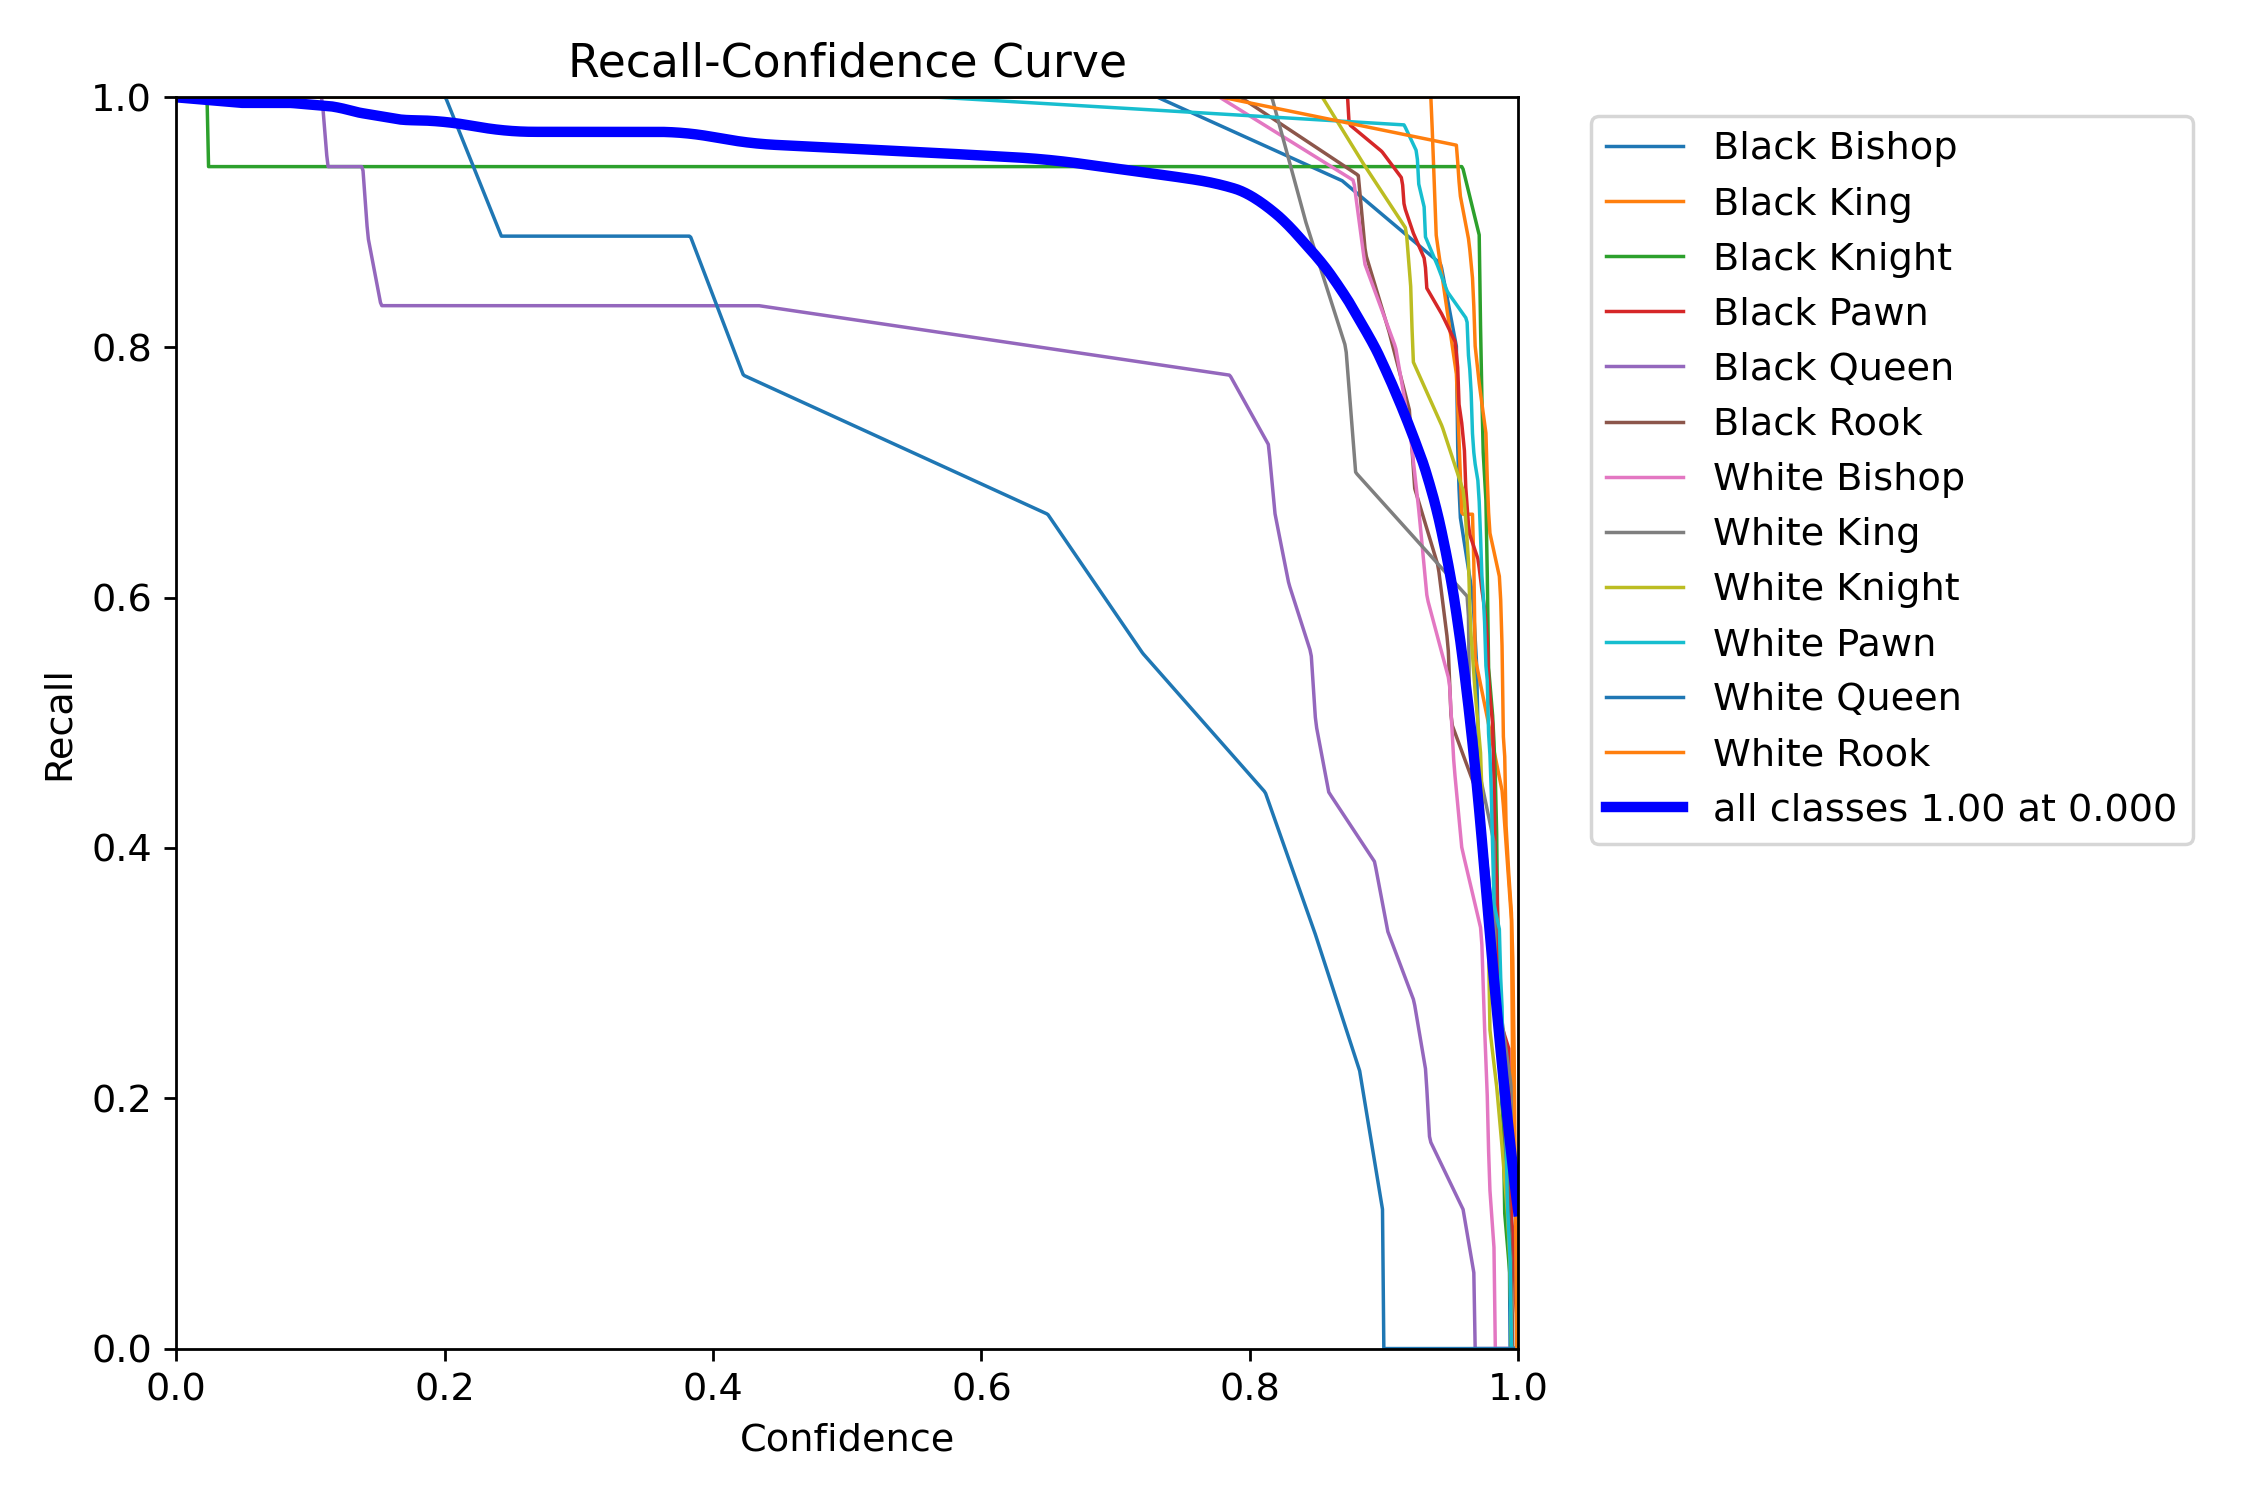 Recall-Confidence Curve
1.0
0.8
0.6
0.4
0.2
0.0
Recall
0.0 0.2 0.4 0.6 0.8 1.0
Confidence
Black Bishop
Black King
Black Knight
Black Pawn
Black Queen
Black Rook
White Bishop
White King
White Knight
White Pawn
White Queen
White Rook
all classes 1.00 at 0.000